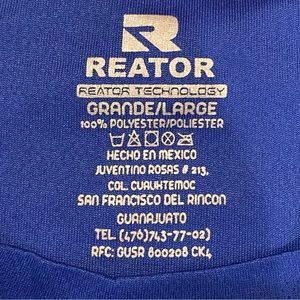 REATOR
REATOR TECHNOLOGY
GRANDE/LARGE
100% POLYESTER/POLIESTER
HECHO EN MEXICO
JUVENTINO ROSAS # 213,
COL. CUAUHTEMOC
SAN FRANCISCO DEL RINCON
GUANAJUATO
TEL. (476)743-77-02)
RFC: GUSR 800208 CK4